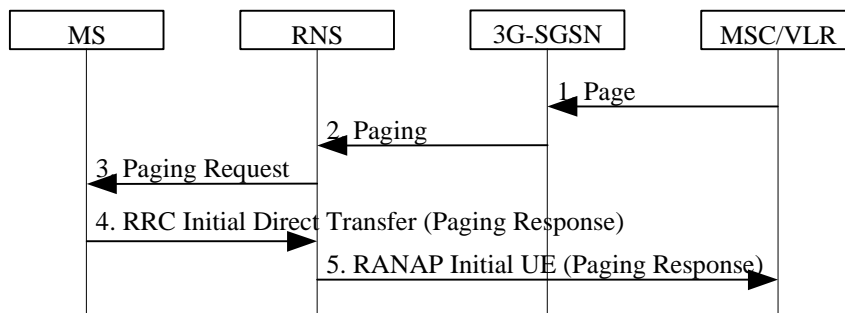 MS
RNS
3G-SGSN
MSC/VLR
1. Page
2. Paging
3. Paging Request
4. RRC Initial Direct Transfer (Paging Response)
5. RANAP Initial UE (Paging Response)